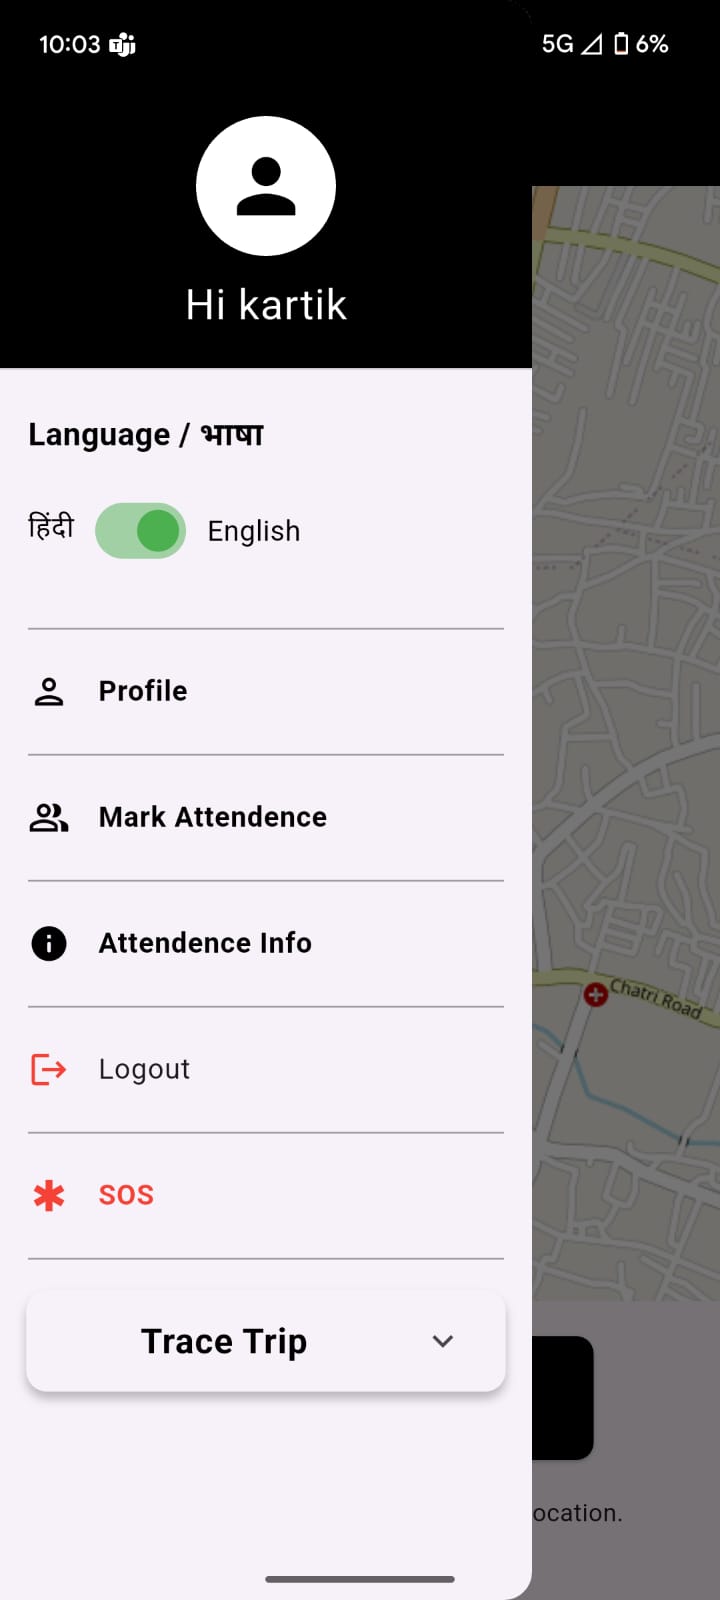 10:03 5G 6%
Hi kartik
Language / भाषा
हिंदी English
Profile
Mark Attendence
Attendence Info
Chatri Road
Logout
SOS
Trace Trip
ocation.